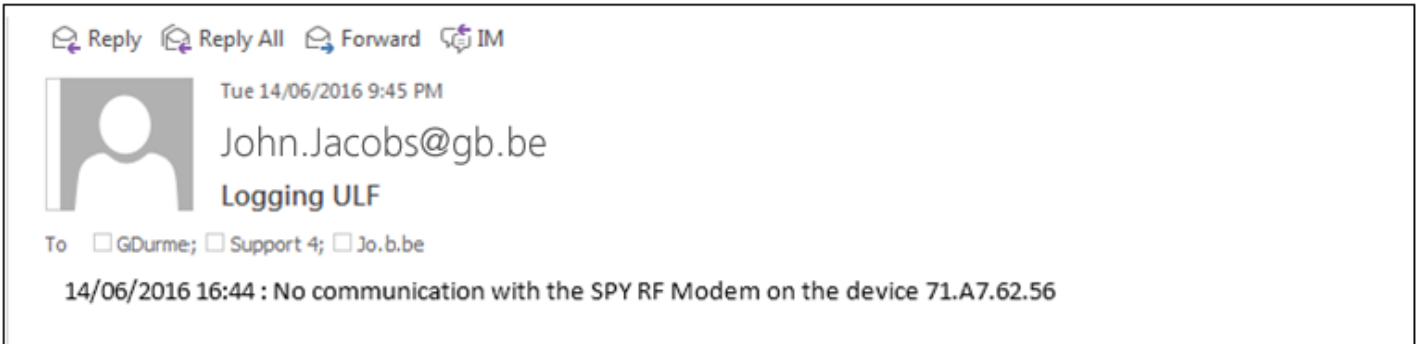 Reply Reply All Forward IM
Tue 14/06/2016 9:45 PM
John.Jacobs@gb.be
Logging ULF
To GDurme; Support 4; Jo.b.be
14/06/2016 16:44 : No communication with the SPY RF Modem on the device 71.A7.62.56